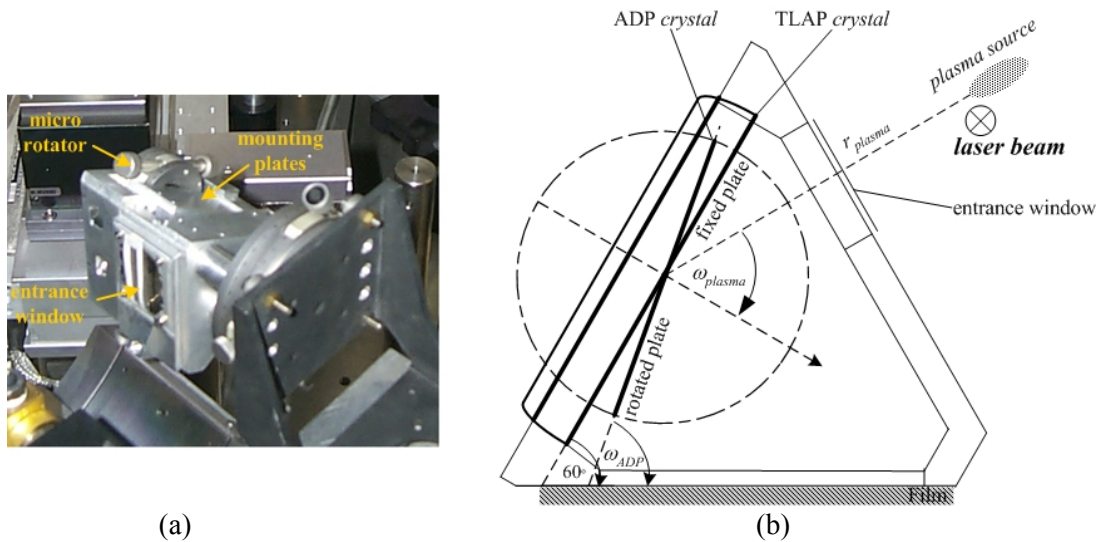 micro
rotator
mounting
plates
entrance
window
(a)
ADP crystal
TLAP crystal
plasma source
r plasma
laser beam
entrance window
fixed plate
ω plasma
rotated plate
ω ADP
60°
Film
(b)